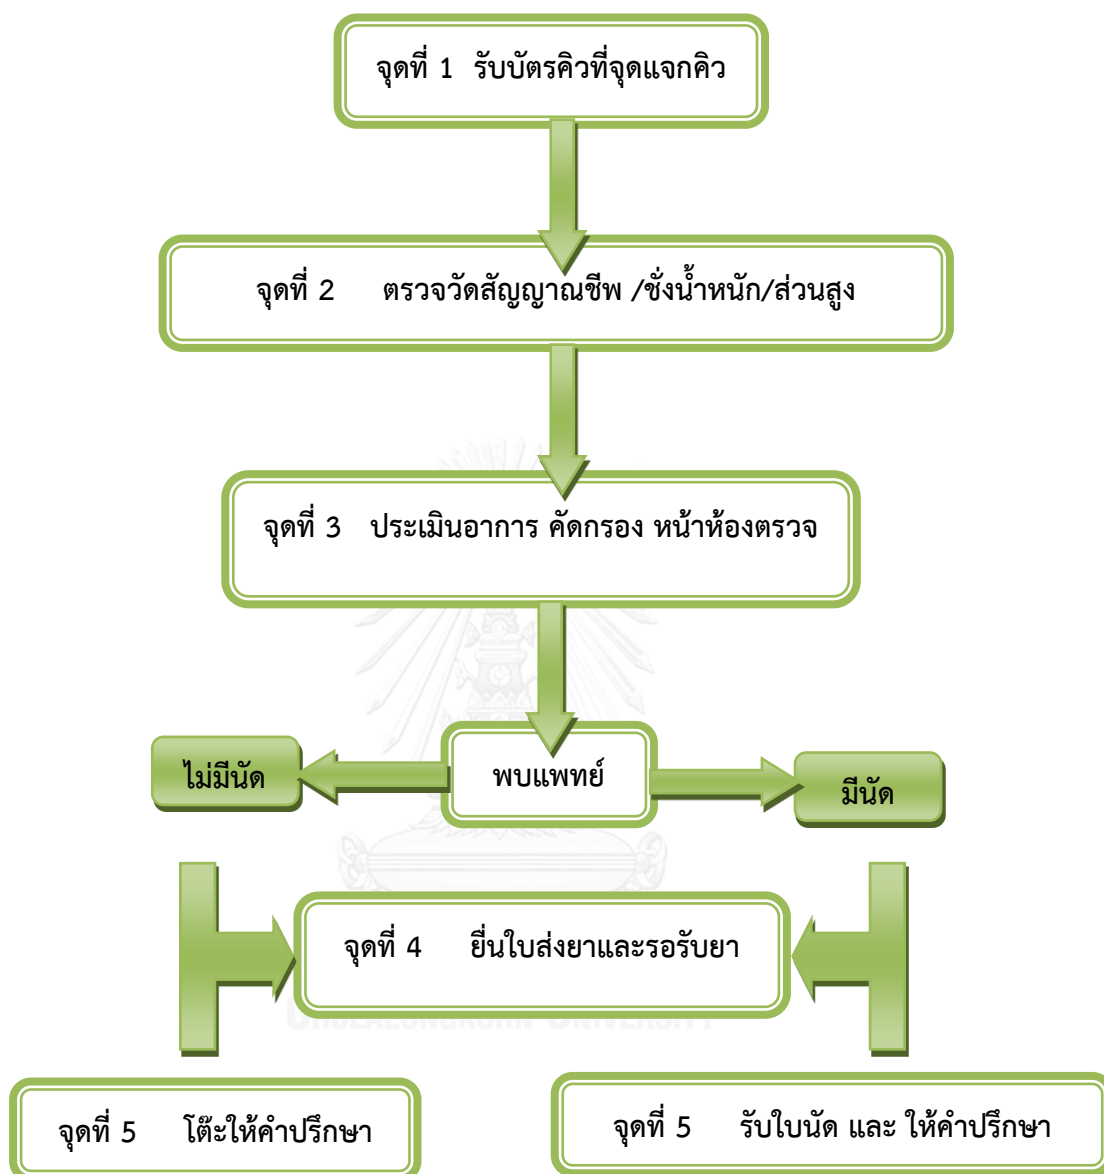 จุดที่ 1 รับบัตรคิวที่จุดแจกคิว
จุดที่ 2 ตรวจวัดสัญญาณชีพ /ชั่งน้ำหนัก/ส่วนสูง
จุดที่ 3 ประเมินอาการ คัดกรอง หน้าห้องตรวจ
ไม่มีนัด
พบแพทย์
มีนัด
จุดที่ 4 ยื่นใบส่งยาและรอรับยา
CHULALONGKORN UNIVERSITY
จุดที่ 5 โต๊ะให้คำปรึกษา
จุดที่ 5 รับใบนัด และ ให้คำปรึกษา